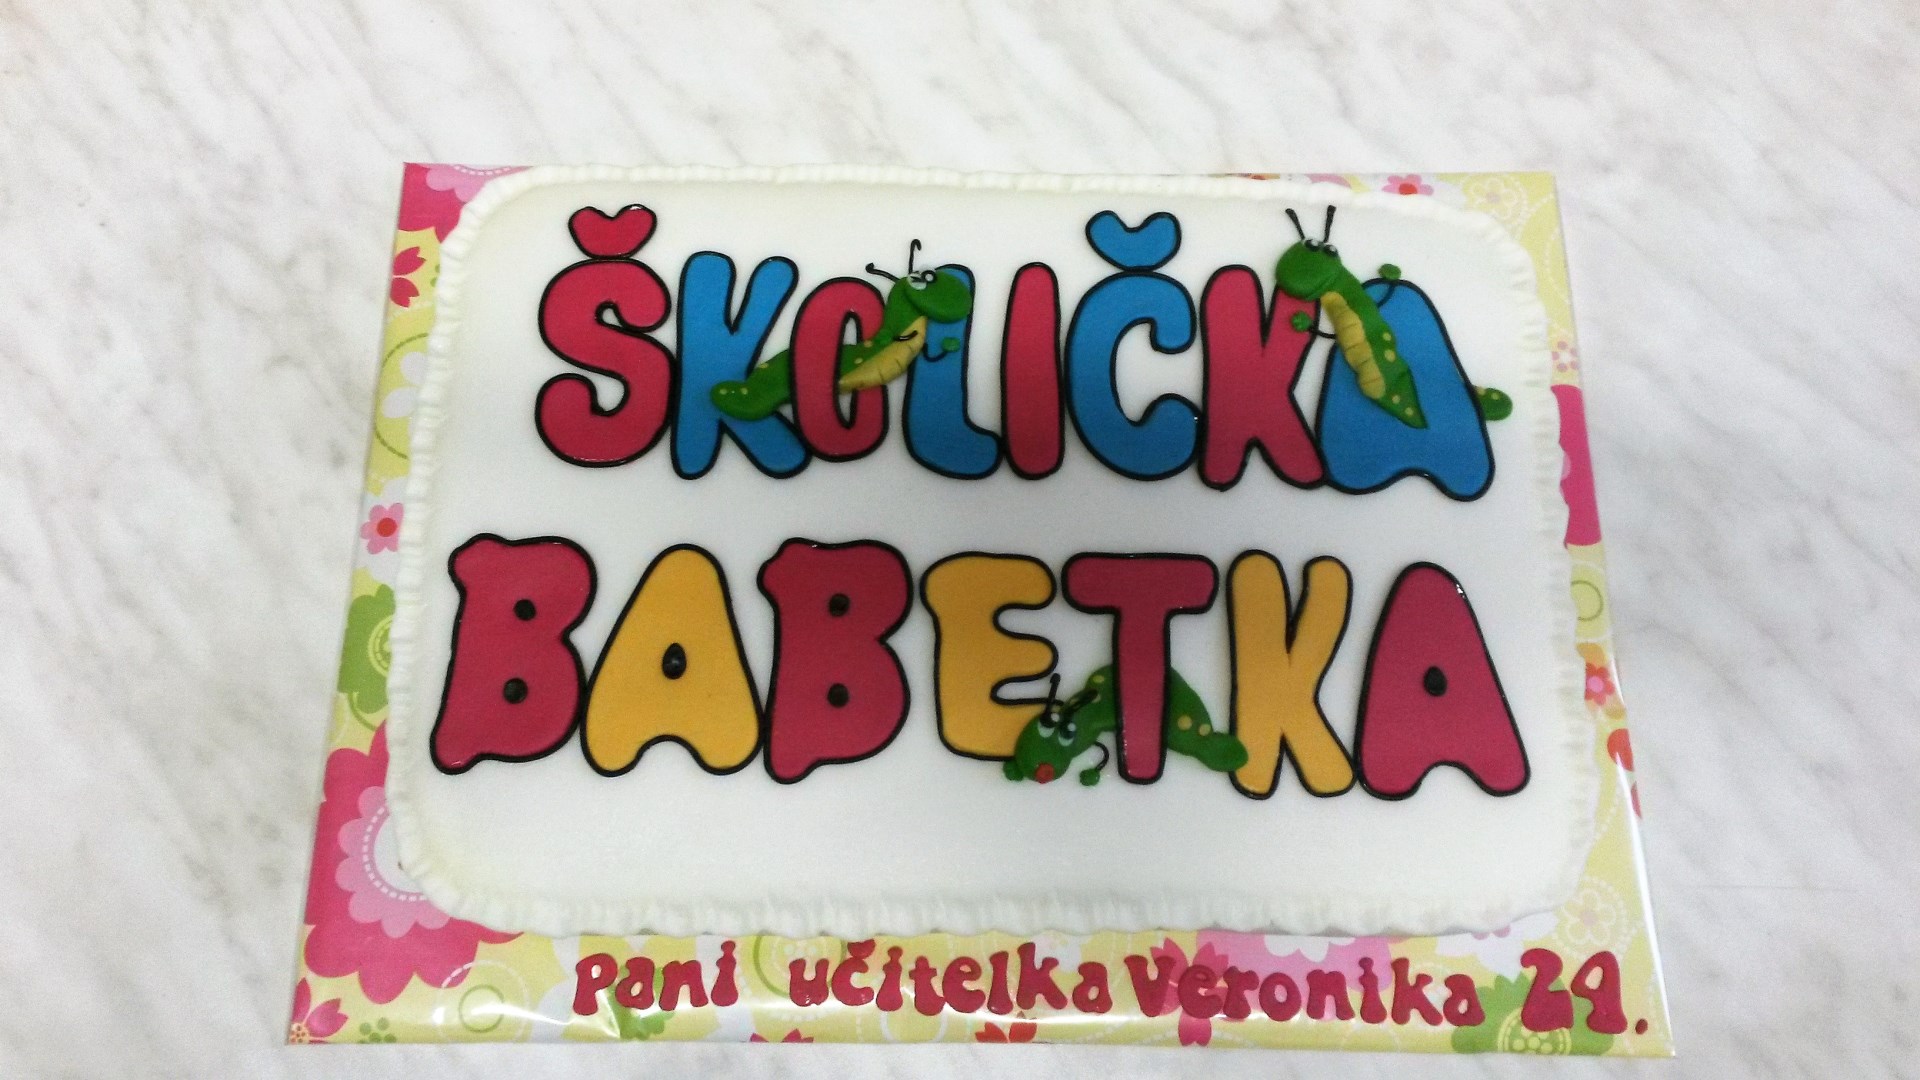 ŠKOLIČKA
BABETKA
Pani učitelka Veronika 24.